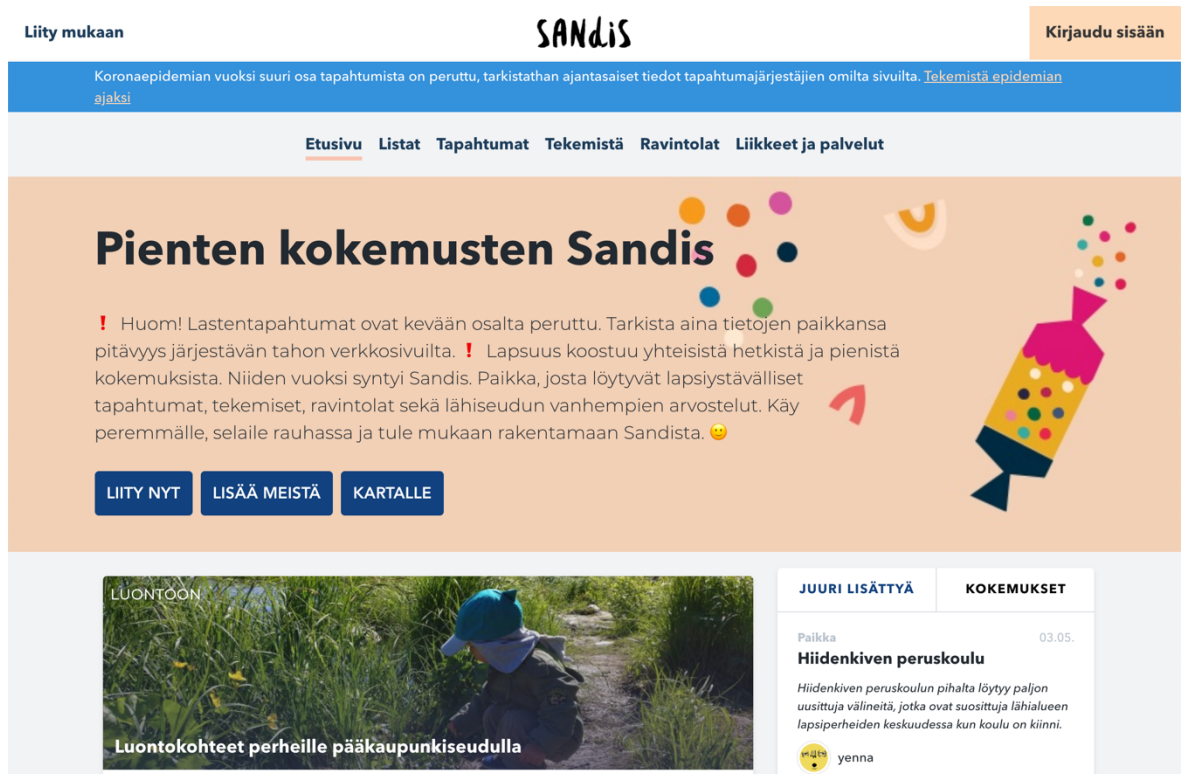 Liity mukaan
SANdiS
Kirjaudu sisään
Koronaepidemian vuoksi suuri osa tapahtumista on peruttu, tarkistathan ajantasaiset tiedot tapahtumajärjestäjien omilta sivuilta. Tekemistä epidemian
ajaksi
Etusivu Listat Tapahtumat Tekemistä Ravintolat Liikkeet ja palvelut
Pienten kokemusten Sandis
❗ Huom! Lastentapahtumat ovat kevään osalta peruttu. Tarkista aina tietojen paikkansa
pitävyys järjestävän tahon verkkosivuilta. ❗ Lapsuus koostuu yhteisistä hetkistä ja pienistä
kokemuksista. Niiden vuoksi syntyi Sandis. Paikka, josta löytyvät lapsiystävälliset
tapahtumat, tekemiset, ravintolat sekä lähiseudun vanhempien arvostelut. Käy
peremmälle, selaile rauhassa ja tule mukaan rakentamaan Sandista. 🙂
LIITY NYT LISÄÄ MEISTÄ KARTALLE
LUONTOON
Luontokohteet perheille pääkaupunkiseudulla
JUURI LISÄTTYÄ KOKEMUKSET
Paikka 03.05.
Hiidenkiven peruskoulu
Hiidenkiven peruskoulun pihalta löytyy paljon
uusittuja välineitä, jotka ovat suosittuja lähialueen
lapsiperheiden keskuudessa kun koulu on kiinni.
yenna